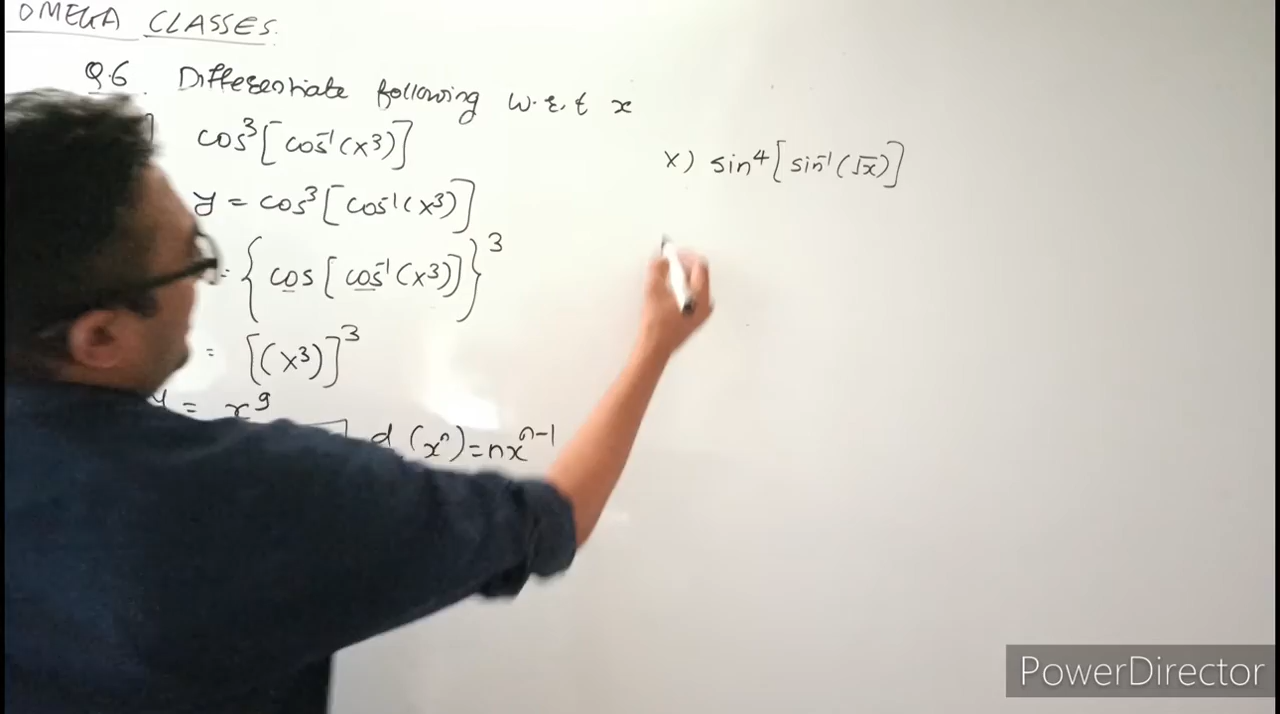 OMEGA CLASSES.
Q.6 Differentiate following w.r.t x
cos³[cos⁻¹(x³)]
y = cos³[cos⁻¹(x³)]
= {cos[cos⁻¹(x³)]}³
= [(x³)]³
y = x⁹
d (xⁿ)=nxⁿ⁻¹
x) sin⁴[sin⁻¹(√x)]
PowerDirector